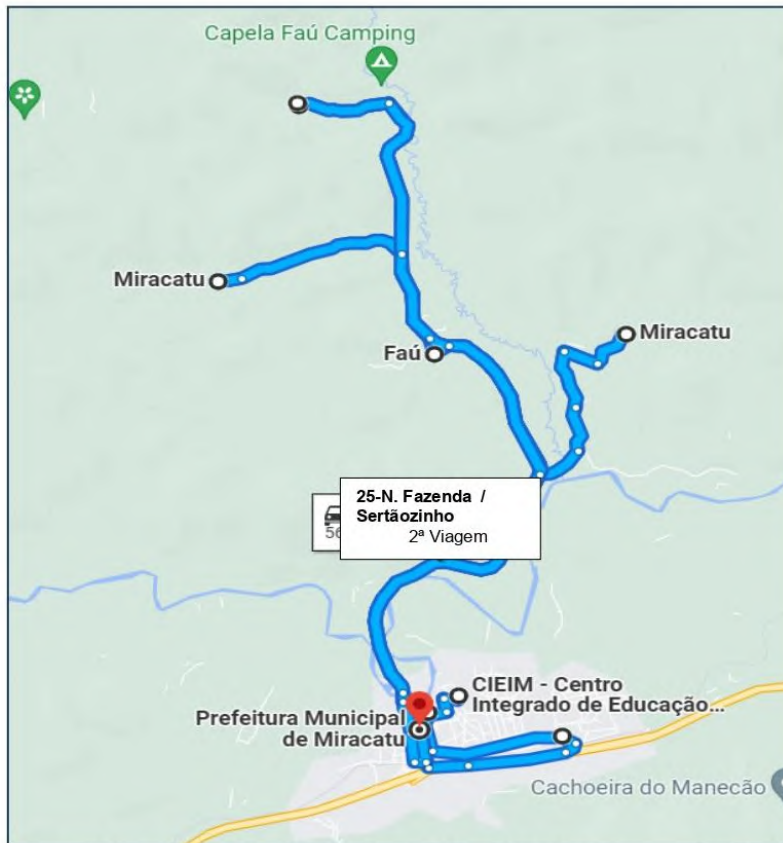 Capela Faú Camping
Miracatu
Miracatu
Faú
25-N. Fazenda /
Sertãozinho
2ª Viagem
56
CIEIM - Centro
Integrado de Educação...
Prefeitura Municipal
de Miracatu
Cachoeira do Manecão